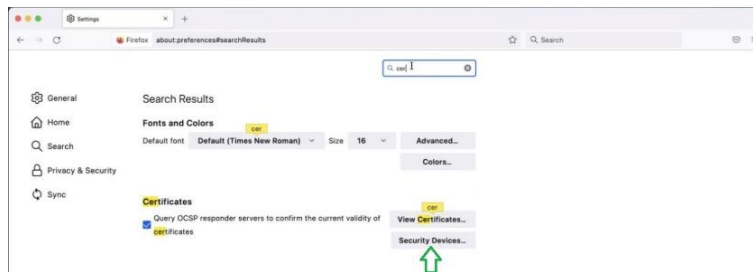 Settings
Firefox about:preferences#searchResults
Search
cer
General
Home
Search
Privacy & Security
Sync
Search Results
Fonts and Colors
cer
Default font Default (Times New Roman) Size 16 Advanced...
Colors...
Certificates
cer
Query OCSP responder servers to confirm the current validity of
certificates
View Certificates...
Security Devices...